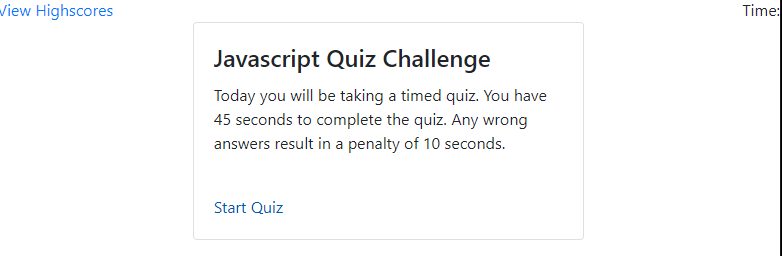 View Highscores
Time:
Javascript Quiz Challenge
Today you will be taking a timed quiz. You have
45 seconds to complete the quiz. Any wrong
answers result in a penalty of 10 seconds.
Start Quiz